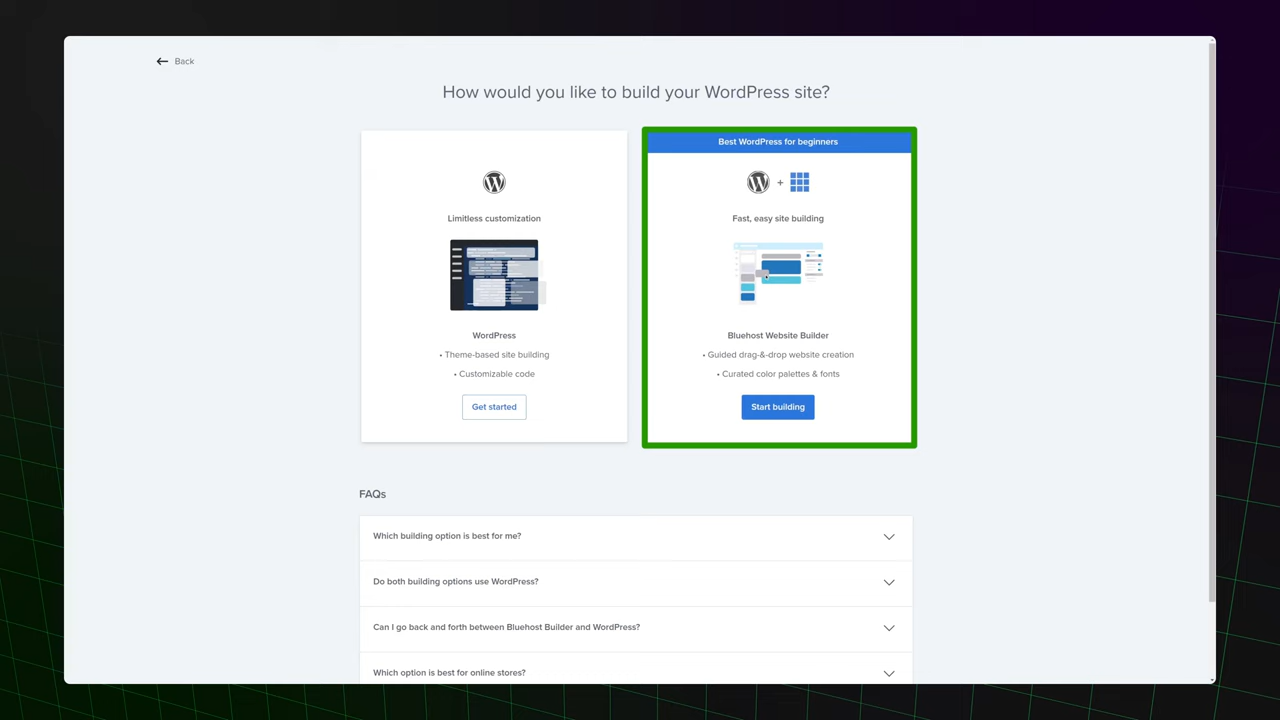 Back
How would you like to build your WordPress site?
Limitless customization
WordPress
• Theme-based site building
• Customizable code
Get started
Best WordPress for beginners
+
Fast, easy site building
Bluehost Website Builder
• Guided drag-&-drop website creation
• Curated color palettes & fonts
Start building
FAQs
Which building option is best for me?
Do both building options use WordPress?
Can I go back and forth between Bluehost Builder and WordPress?
Which option is best for online stores?